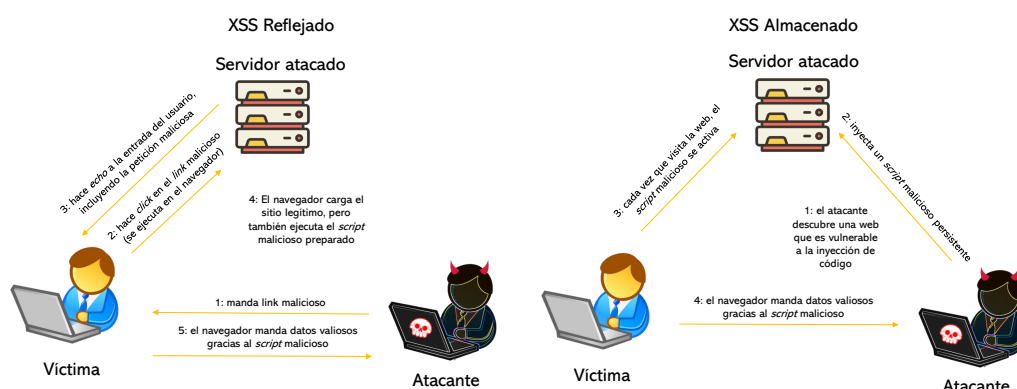 XSS Reflejado
Servidor atacado
3: hace echo a la entrada del usuario,
incluyendo la petición maliciosa
2: hace click en el link malicioso
(se ejecuta en el navegador)
4: El navegador carga el
sitio legítimo, pero
también ejecuta el script
malicioso preparado
1: manda link malicioso
5: el navegador manda datos valiosos
gracias al script malicioso
Víctima
Atacante
XSS Almacenado
Servidor atacado
3: cada vez que visita la web, el
script malicioso se activa
2: inyecta un script malicioso persistente
1: el atacante
descubre una web
que es vulnerable
a la inyección de
código
4: el navegador manda datos valiosos
gracias al script malicioso
Víctima
Atacante